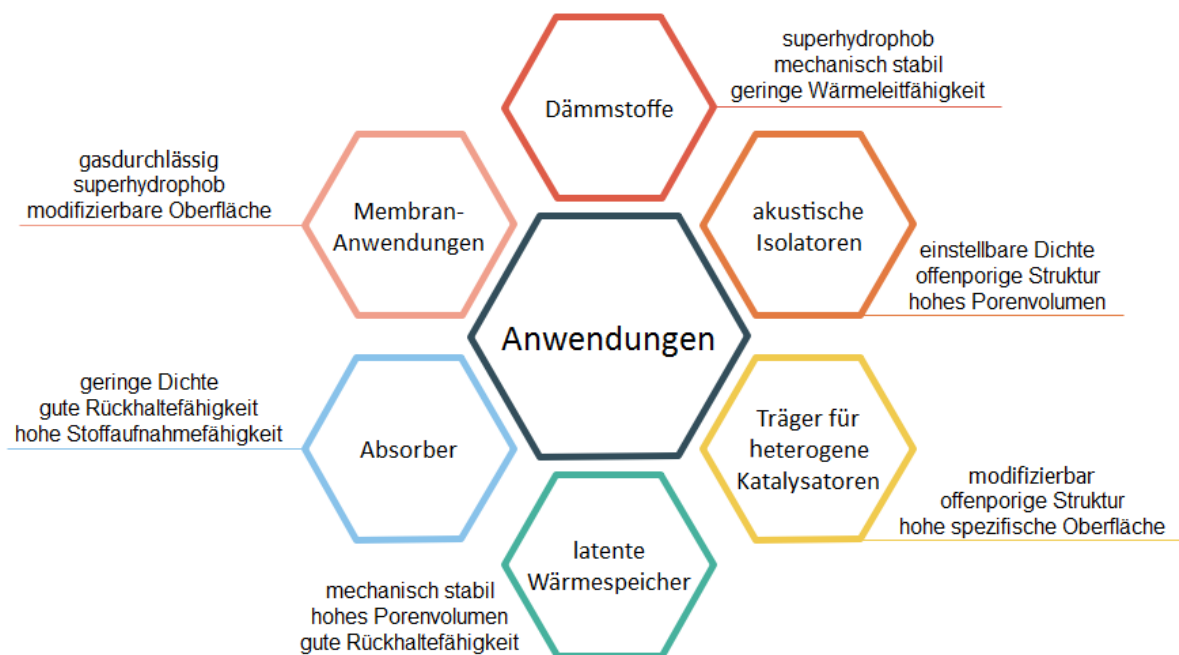 superhydrophob
mechanisch stabil
geringe Wärmeleitfähigkeit
Dämmstoffe
gasdurchlässig
superhydrophob
modifizierbare Oberfläche
Membran-
Anwendungen
akustische
Isolatoren
einstellbare Dichte
offenporige Struktur
hohes Porenvolumen
Anwendungen
geringe Dichte
gute Rückhaltefähigkeit
hohe Stoffaufnahmefähigkeit
Absorber
Träger für
heterogene
Katalysatoren
modifizierbar
offenporige Struktur
hohe spezifische Oberfläche
latente
Wärmespeicher
mechanisch stabil
hohes Porenvolumen
gute Rückhaltefähigkeit